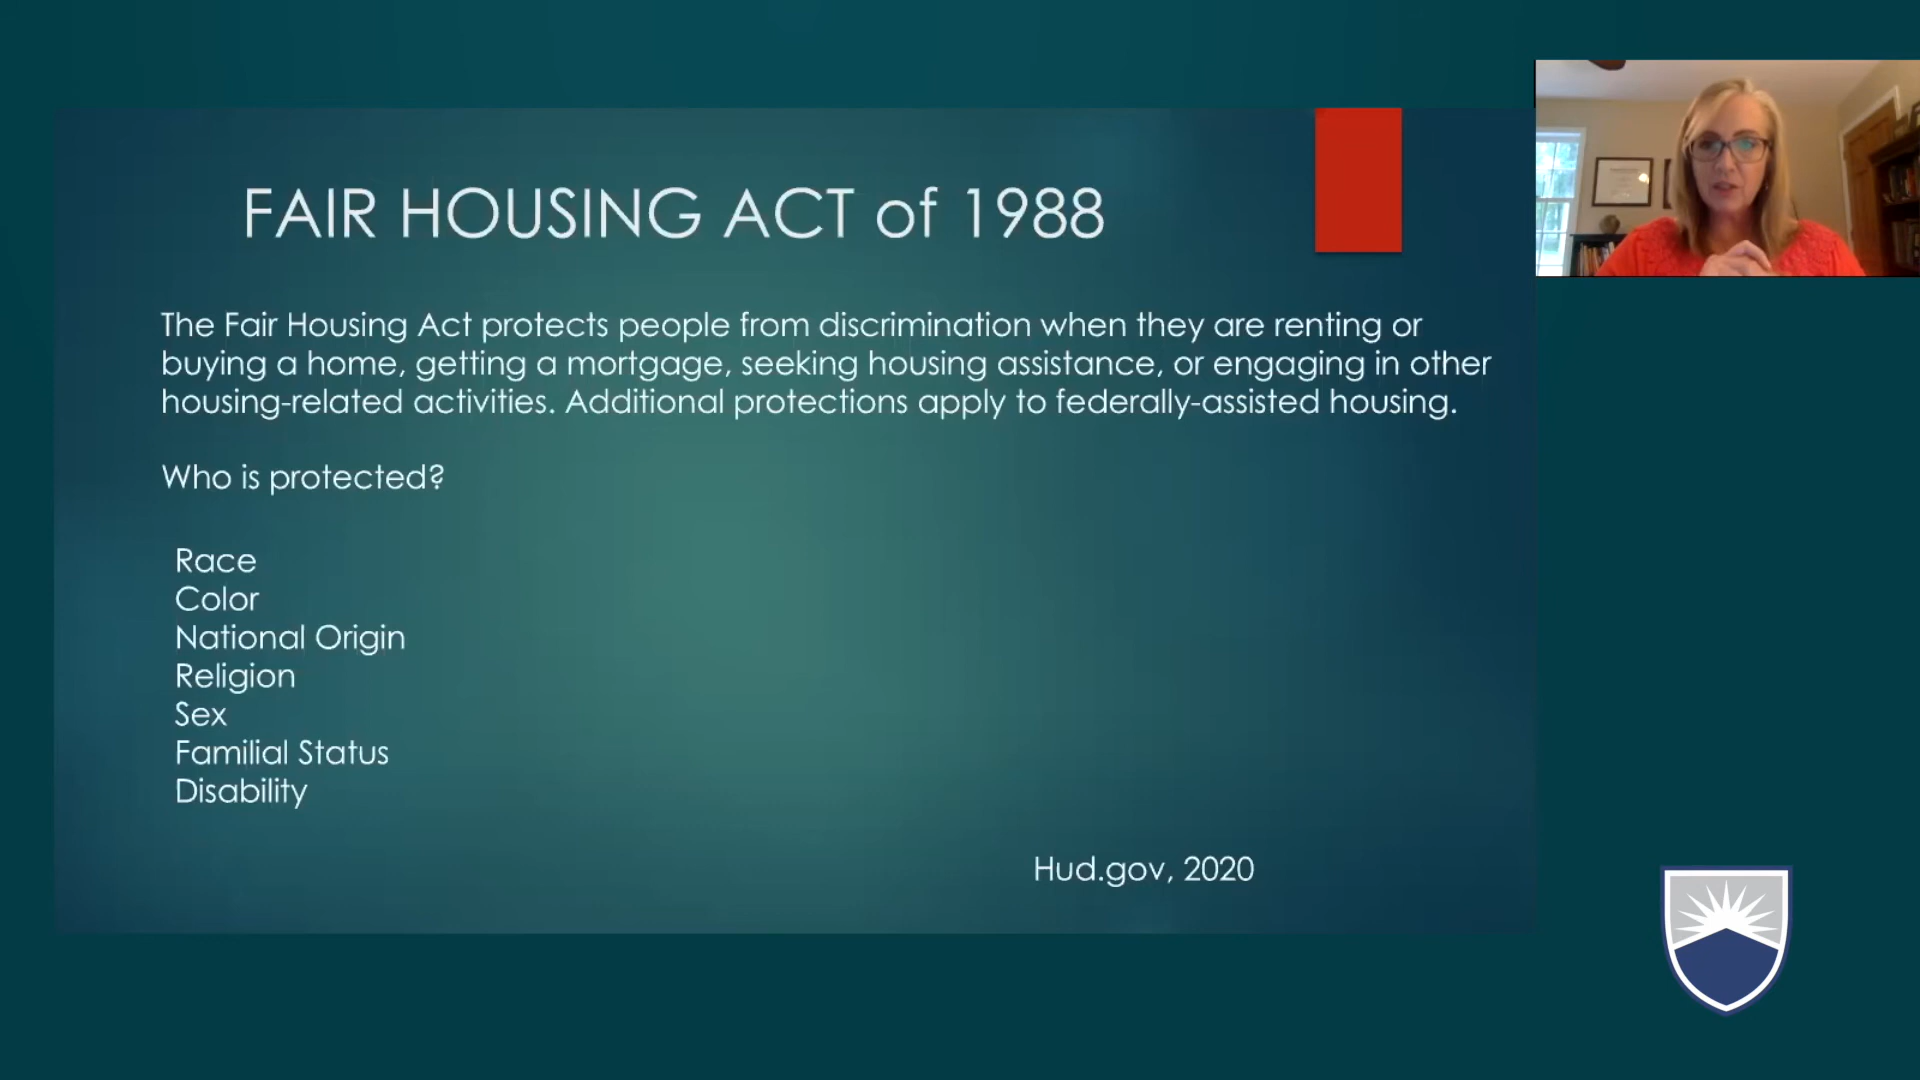 FAIR HOUSING ACT of 1988
The Fair Housing Act protects people from discrimination when they are renting or
buying a home, getting a mortgage, seeking housing assistance, or engaging in other
housing-related activities. Additional protections apply to federally-assisted housing.
Who is protected?
Race
Color
National Origin
Religion
Sex
Familial Status
Disability
Hud.gov, 2020